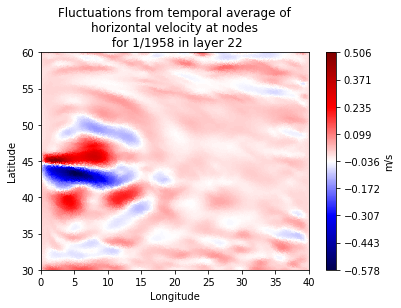 Fluctuations from temporal average of
horizontal velocity at nodes
for 1/1958 in layer 22
60
55
50
45
40
35
30
Latitude
0 5 10 15 20 25 30 35 40
Longitude
0.506
0.371
0.235
0.099
−0.036
−0.172
−0.307
−0.443
−0.578
m/s